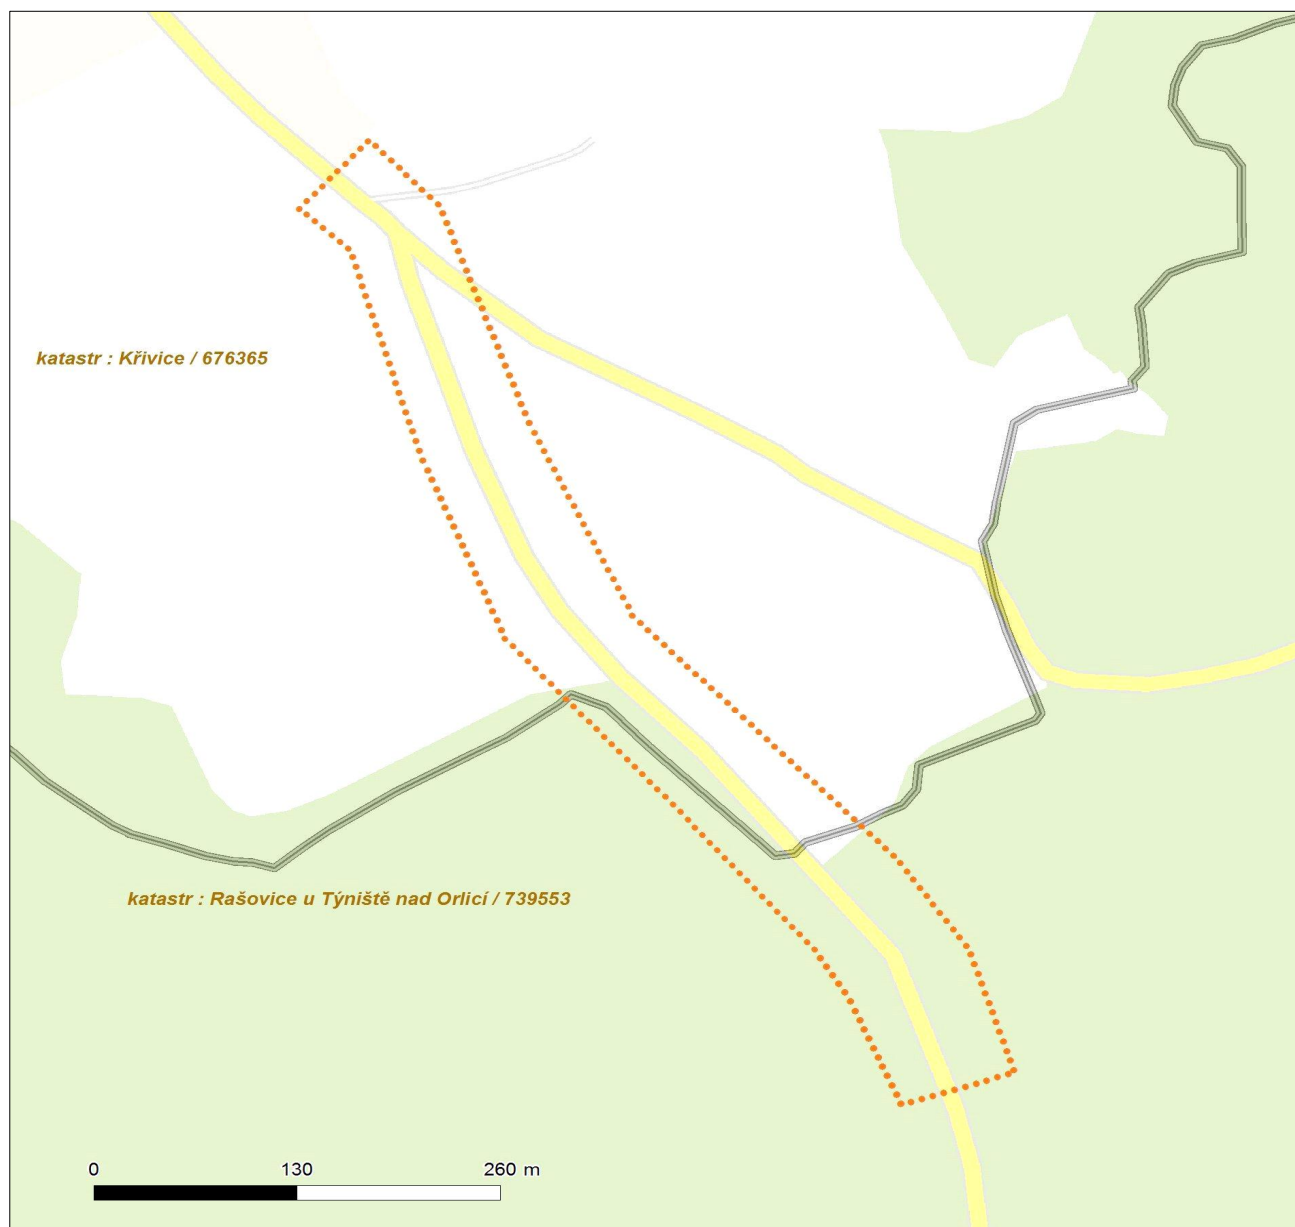 katastr : Křivice / 676365
katastr : Rašovice u Týniště nad Orlicí / 739553
0 130 260 m